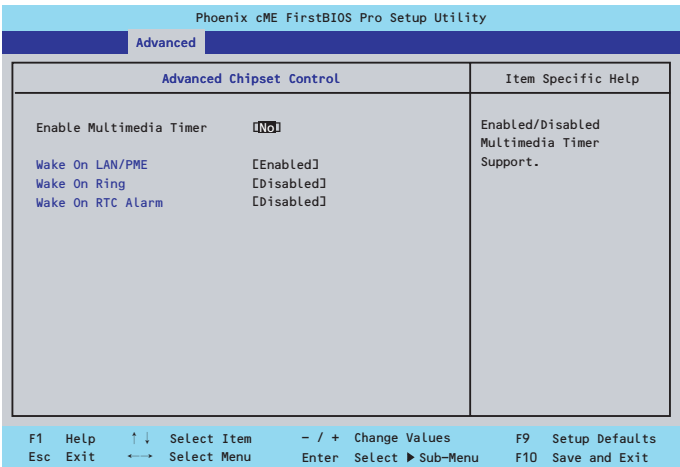 Phoenix cME FirstBIOS Pro Setup Utility
Advanced
Advanced Chipset Control
Item Specific Help
Enable Multimedia Timer [No]
Wake On LAN/PME [Enabled]
Wake On Ring [Disabled]
Wake On RTC Alarm [Disabled]
Enabled/Disabled
Multimedia Timer
Support.
F1 Help ↑↓ Select Item - / + Change Values F9 Setup Defaults
Esc Exit ←→ Select Menu Enter Select ▶ Sub-Menu F10 Save and Exit